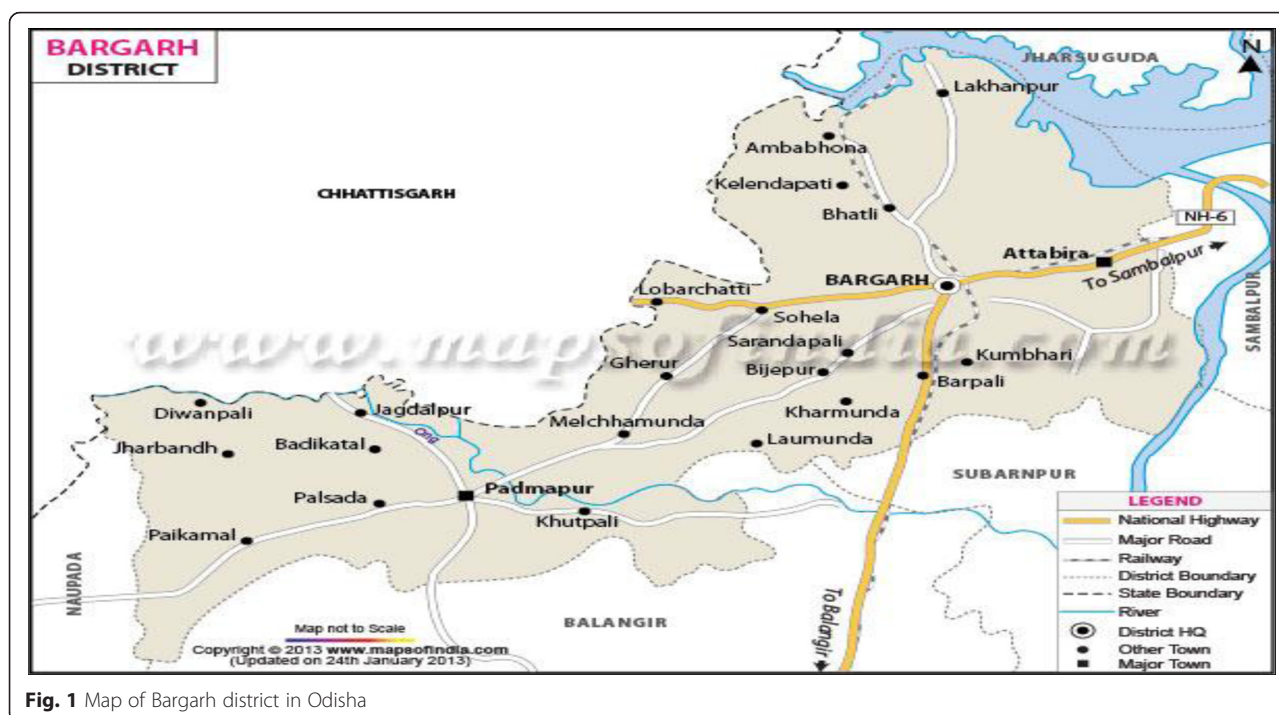 BARGARH
DISTRICT
N
JHARSUGUDA
Lakhanpur
Ambabhona
CHHATTISGARH
Kelendapati
Bhatli
NH-6
Attabira
To Sambalpur
BARGARH
Lobarchatti
Sohela
SAMBALPUR
www.mapsofindia.com
Sarandapali
Kumbhari
Gherur
Bijepur
Barpali
Diwanpali
Jagdalpur
Kharmunda
Melchhamunda
Ong
Jharbandh
Badikatal
Laumunda
SUBARNPUR
Palsada
Padmapur
Khutpali
Paikamal
NAUPADA
BALANGIR
To Balangir
LEGEND
National Highway
Major Road
Railway
District Boundary
State Boundary
River
District HQ
Other Town
Major Town
Map not to Scale
Copyright © 2013 www.mapsofindia.com
(Updated on 24th January 2013)
Fig. 1 Map of Bargarh district in Odisha